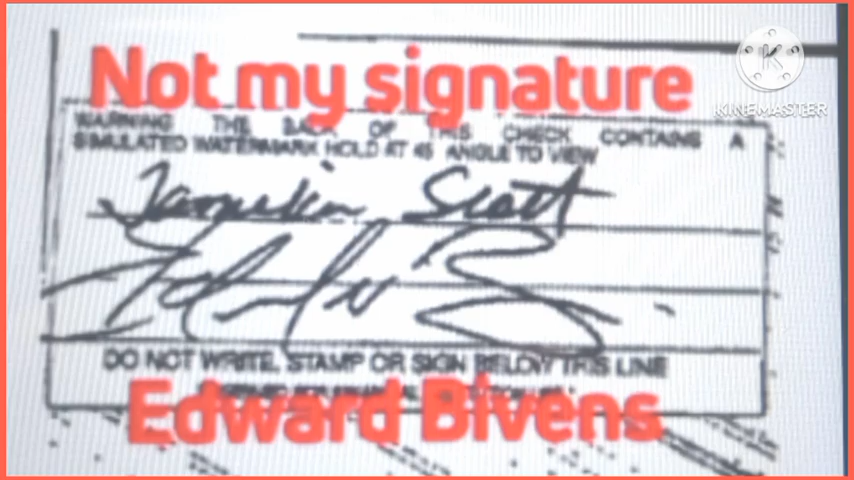 Not my signature
KINEMASTER
WARNING THE BACK OF THIS CHECK CONTAINS A
SIMULATED WATERMARK HOLD AT 45 ANGLE TO VIEW
Scott
DO NOT WRITE, STAMP OR SIGN BELOW THIS LINE
Edward Bivens